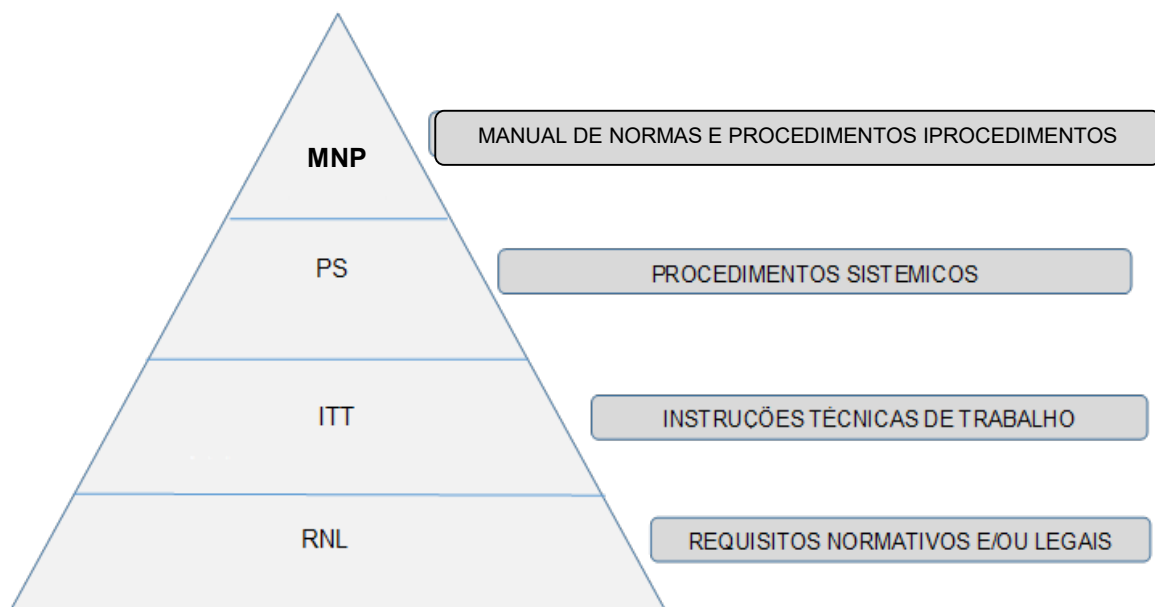 MANUAL DE NORMAS E PROCEDIMENTOS IPROCEDIMENTOS
MNP
PS
PROCEDIMENTOS SISTEMICOS
ITT
INSTRUÇÕES TÉCNICAS DE TRABALHO
RNL
REQUISITOS NORMATIVOS E/OU LEGAIS